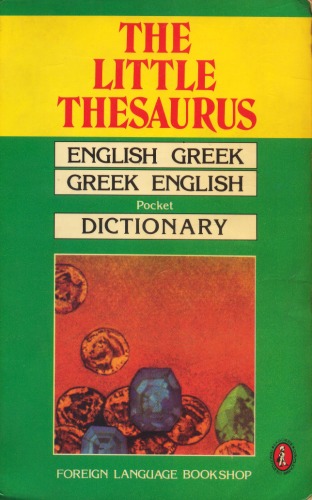 THE
LITTLE
THESAURUS
ENGLISH GREEK
GREEK ENGLISH
Pocket
DICTIONARY
FOREIGN LANGUAGE BOOKSHOP